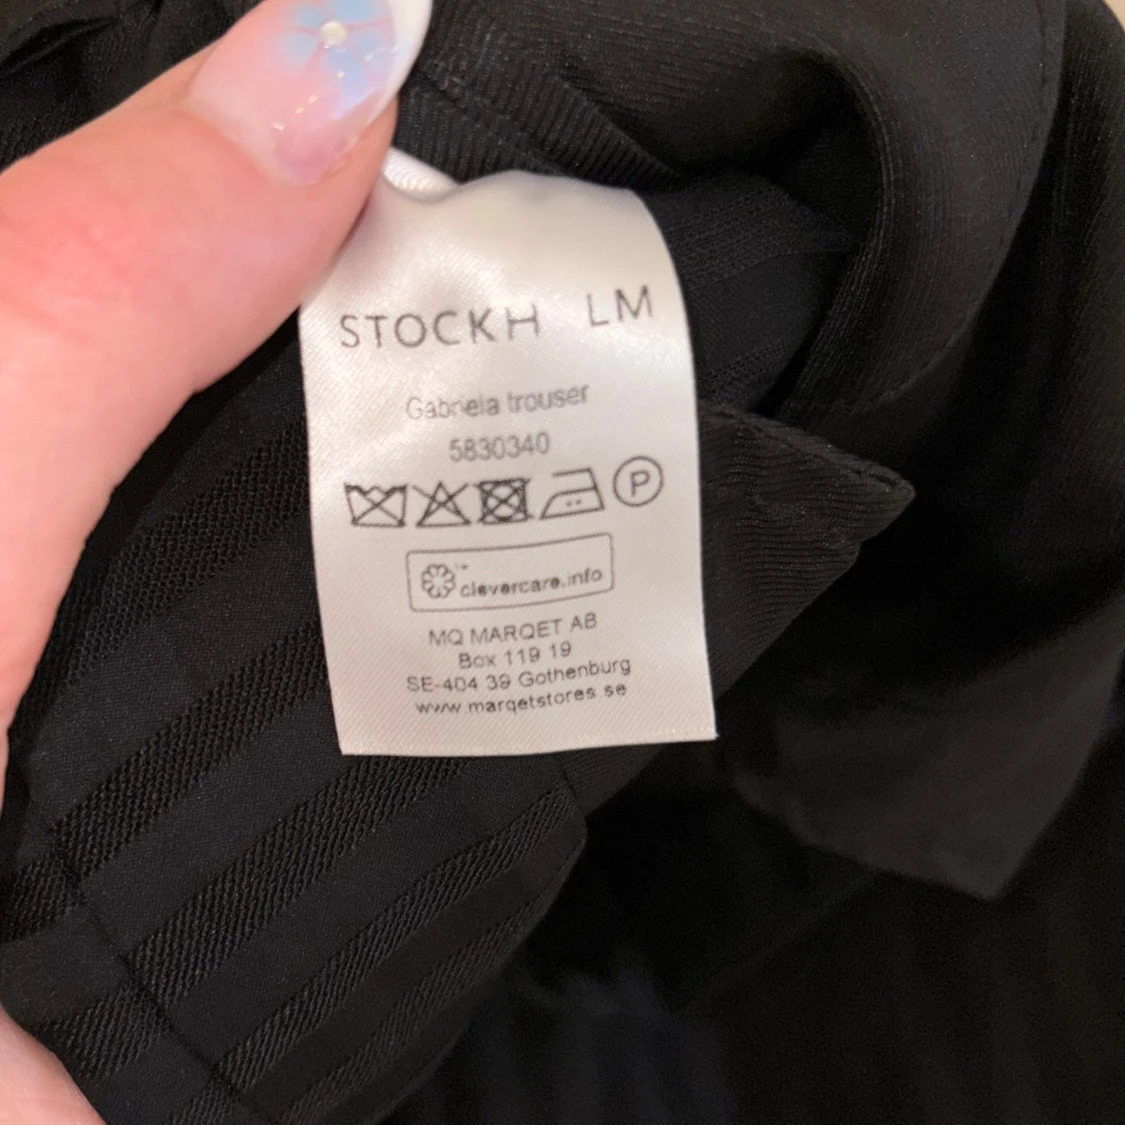 STOCKH LM
Gabriela trouser
5830340
P
™
clevercare.info
MQ MARQET AB
Box 119 19
SE-404 39 Gothenburg
www.marqetstores.se